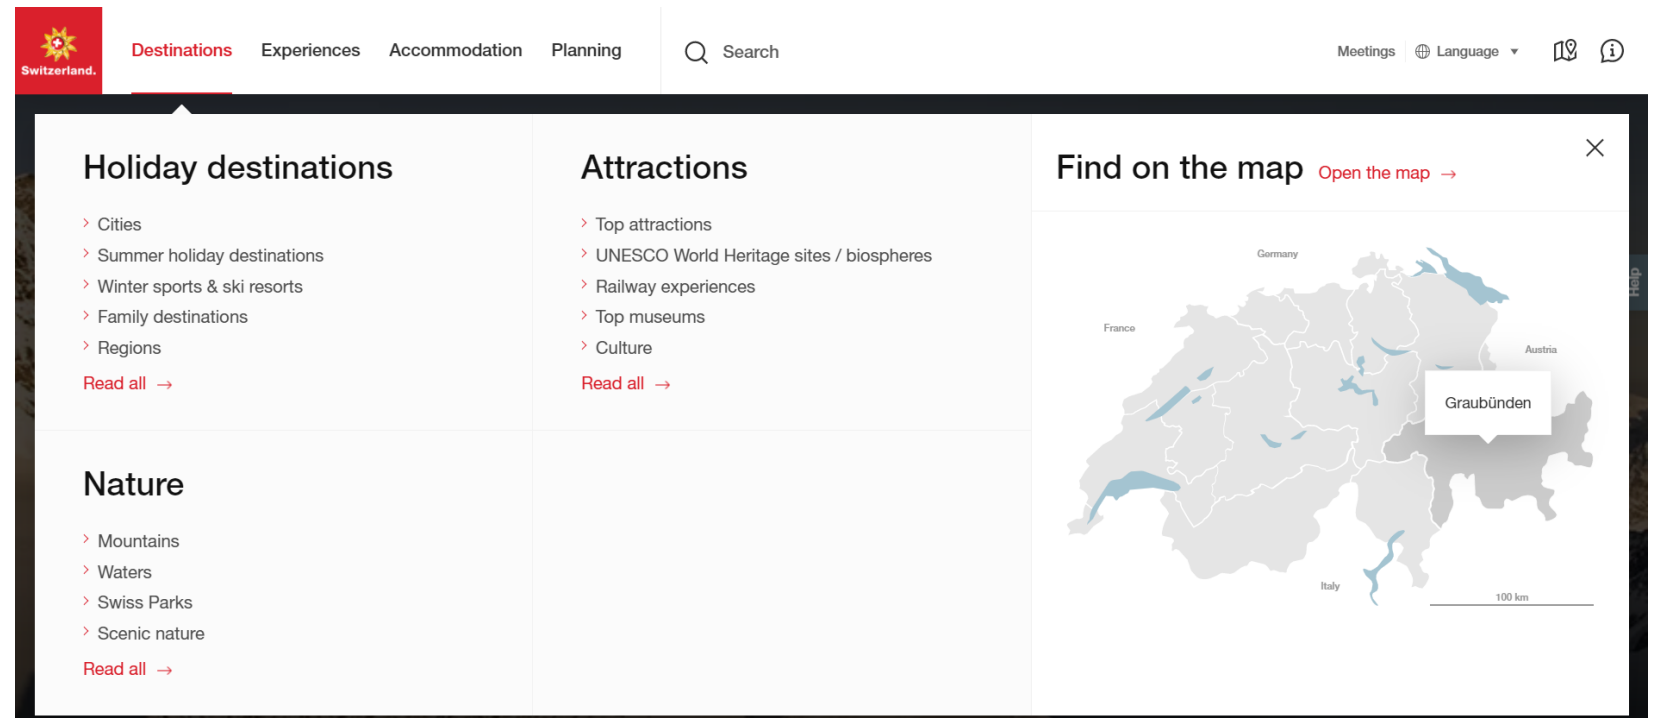 Switzerland.
Destinations
Experiences
Accommodation
Planning
Search
Meetings
Language
Holiday destinations
Cities
Summer holiday destinations
Winter sports & ski resorts
Family destinations
Regions
Read all →
Attractions
Top attractions
UNESCO World Heritage sites / biospheres
Railway experiences
Top museums
Culture
Read all →
Nature
Mountains
Waters
Swiss Parks
Scenic nature
Read all →
Find on the map Open the map →
Germany
France
Austria
Graubünden
Italy
100 km
Help